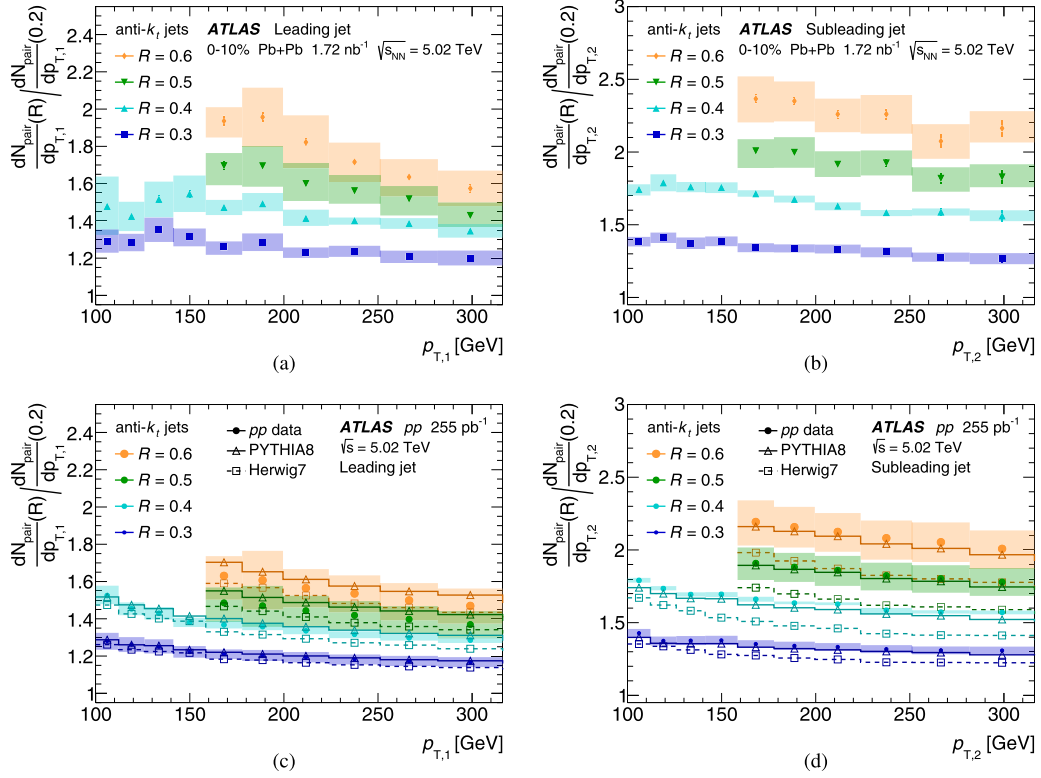 anti-kt jets
R = 0.6
R = 0.5
R = 0.4
R = 0.3
ATLAS Leading jet
0-10% Pb+Pb 1.72 nb-1 √sNN = 5.02 TeV
dNpair/dpT,1 (R) / dNpair/dpT,1 (0.2)
2.4
2.2
2
1.8
1.6
1.4
1.2
1
100 150 200 250 300
pT,1 [GeV]
(a)
anti-kt jets
R = 0.6
R = 0.5
R = 0.4
R = 0.3
ATLAS Subleading jet
0-10% Pb+Pb 1.72 nb-1 √sNN = 5.02 TeV
dNpair/dpT,2 (R) / dNpair/dpT,2 (0.2)
3
2.5
2
1.5
1
100 150 200 250 300
pT,2 [GeV]
(b)
anti-kt jets
R = 0.6
R = 0.5
R = 0.4
R = 0.3
pp data
PYTHIA8
Herwig7
ATLAS pp 255 pb-1
√s = 5.02 TeV
Leading jet
dNpair/dpT,1 (R) / dNpair/dpT,1 (0.2)
2.4
2.2
2
1.8
1.6
1.4
1.2
1
100 150 200 250 300
pT,1 [GeV]
(c)
anti-kt jets
R = 0.6
R = 0.5
R = 0.4
R = 0.3
pp data
PYTHIA8
Herwig7
ATLAS pp 255 pb-1
√s = 5.02 TeV
Subleading jet
dNpair/dpT,2 (R) / dNpair/dpT,2 (0.2)
3
2.5
2
1.5
1
100 150 200 250 300
pT,2 [GeV]
(d)